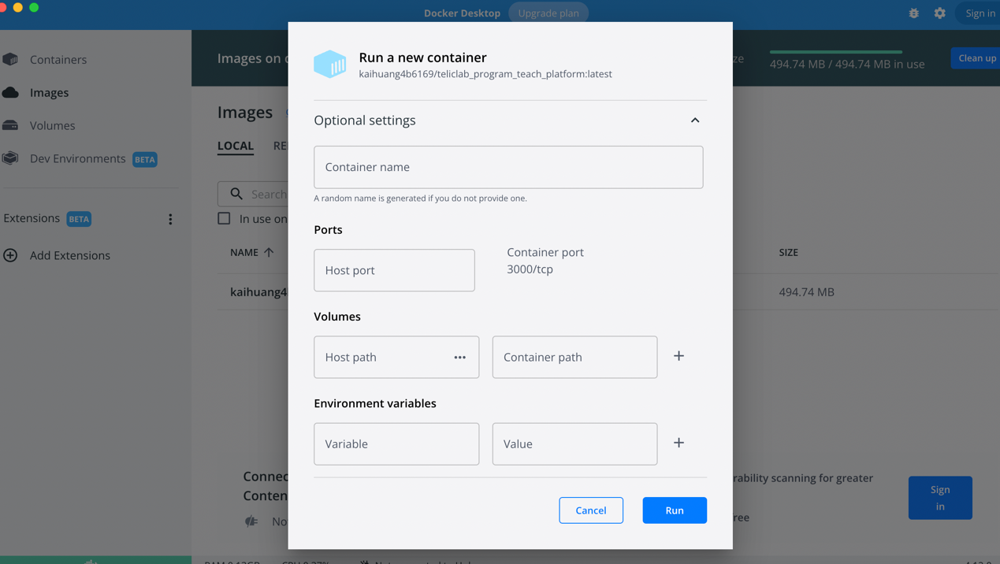 Docker Desktop
Upgrade plan
Sign in
Containers
Images
Volumes
Dev Environments BETA
Extensions BETA
Add Extensions
Images on
494.74 MB / 494.74 MB in use
Clean up
Images
LOCAL
Search
In use on
NAME
SIZE
kaihuang4
494.74 MB
Run a new container
kaihuang4b6169/teliclab_program_teach_platform:latest
Optional settings
Container name
A random name is generated if you do not provide one.
Ports
Host port
Container port
3000/tcp
Volumes
Host path
Container path
Environment variables
Variable
Value
Cancel
Run
Connec
Conten
No
rability scanning for greater
ree
Sign
in